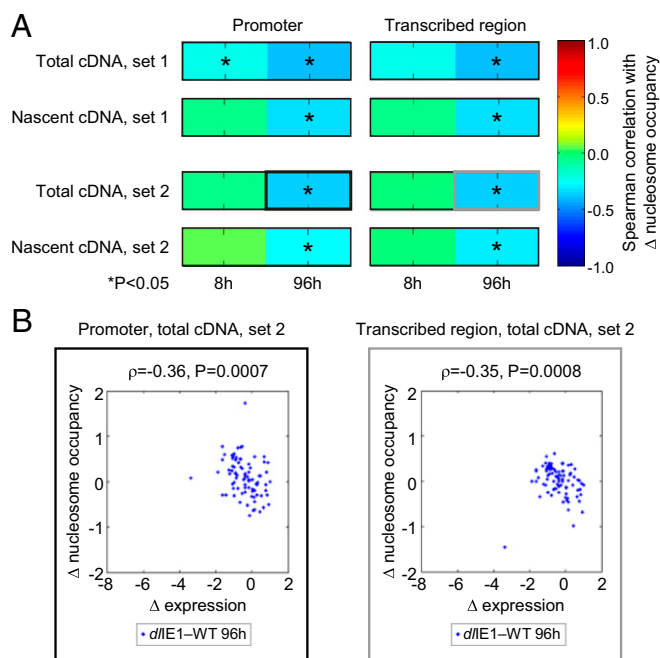 A
Promoter
Transcribed region
Total cDNA, set 1
* * *
Nascent cDNA, set 1
* *
Total cDNA, set 2
* *
Nascent cDNA, set 2
* *
*P<0.05
8h 96h 8h 96h
1.0
0.5
0.0
-0.5
-1.0
Spearman correlation with
Δ nucleosome occupancy
B
Promoter, total cDNA, set 2
ρ=-0.36, P=0.0007
Δ nucleosome occupancy
2
1
0
-1
-2
-8 -6 -4 -2 0 2
Δ expression
dlIE1–WT 96h
Transcribed region, total cDNA, set 2
ρ=-0.35, P=0.0008
Δ nucleosome occupancy
2
1
0
-1
-2
-8 -6 -4 -2 0 2
Δ expression
dlIE1–WT 96h